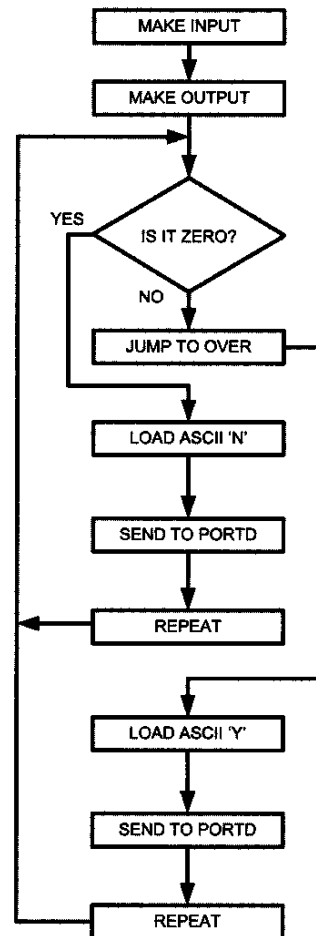 MAKE INPUT
MAKE OUTPUT
YES
IS IT ZERO?
NO
JUMP TO OVER
LOAD ASCII 'N'
SEND TO PORTD
REPEAT
LOAD ASCII 'Y'
SEND TO PORTD
REPEAT